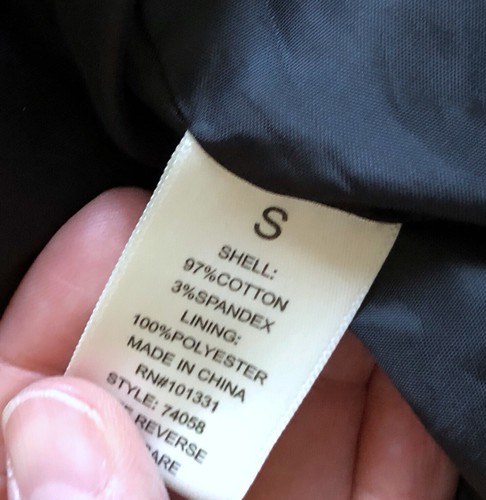 S
SHELL:
97%COTTON
3%SPANDEX
LINING:
100%POLYESTER
MADE IN CHINA
RN#101331
STYLE: 74058
REVERSE